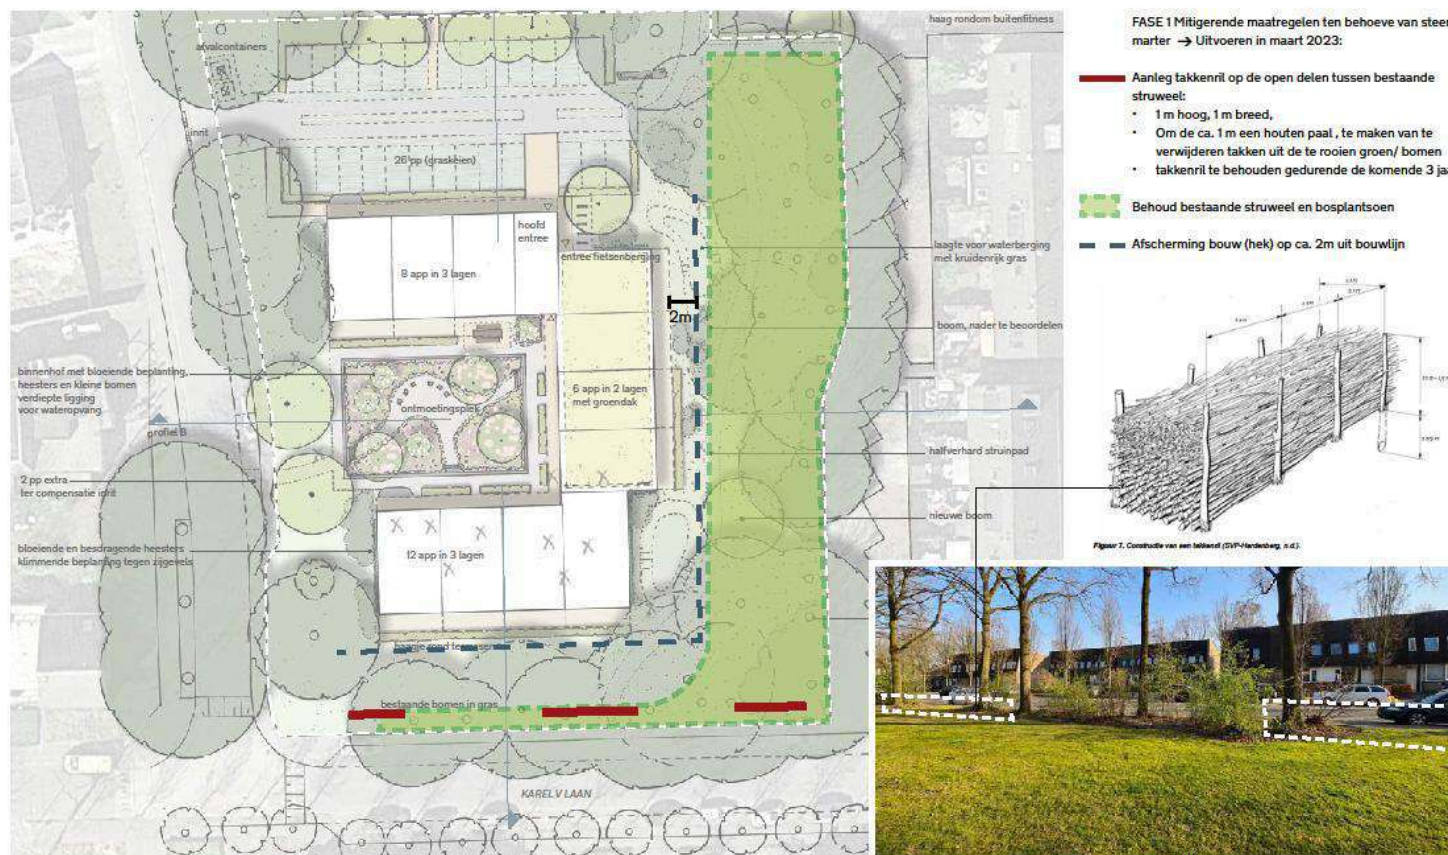 afvalcontainers
haag rondom buitenfitness
inrit
26 pp (graskeien)
hoofd
entree
entree fietsenberging
8 app in 3 lagen
2m
laagte voor waterberging
met kruidenrijk gras
boom, nader te beoordelen
binnenhof met bloeiende beplanting,
heesters en kleine bomen
verdiepte ligging
voor wateropvang
ontmoetingsplek
6 app in 2 lagen
met groendak
profiel B
halfverhard struinpad
2 pp extra
ter compensatie inrit
nieuwe boom
bloeiende en besdragende heesters
klimmende beplanting tegen zijgevels
12 app in 3 lagen
haagje rond terrassen
bestaande bomen in gras
KAREL V LAAN
FASE 1 Mitigerende maatregelen ten behoeve van steen
marter → Uitvoeren in maart 2023:
Aanleg takkenril op de open delen tussen bestaande
struweel:
• 1 m hoog, 1 m breed,
• Om de ca. 1 m een houten paal , te maken van te
verwijderen takken uit de te rooien groen/ bomen
• takkenril te behouden gedurende de komende 3 jaa
Behoud bestaande struweel en bosplantsoen
Afscherming bouw (hek) op ca. 2m uit bouwlijn
Figuur 7. Constructie van een takkenril (SVP-Hardenberg, n.d.).